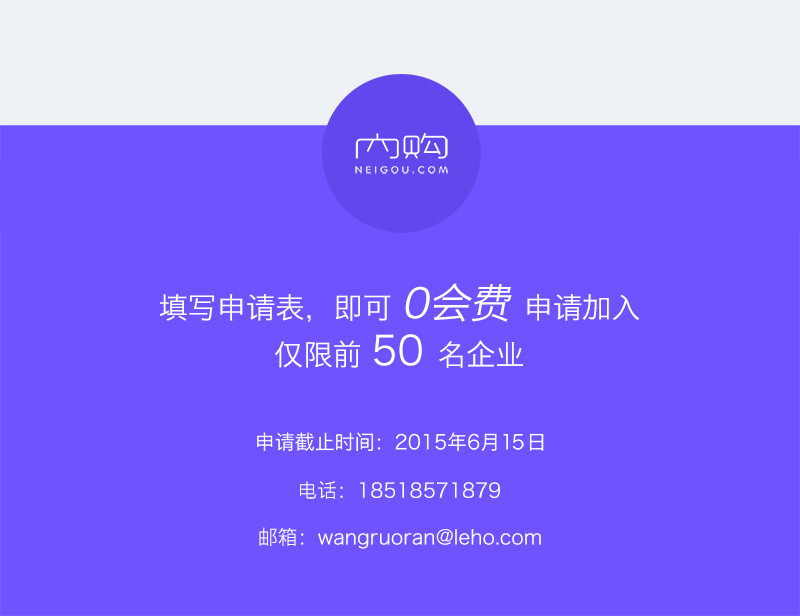 内购
NEIGOU.COM
填写申请表，即可 0会费 申请加入
仅限前 50 名企业
申请截止时间：2015年6月15日
电话：18518571879
邮箱：wangruoran@leho.com